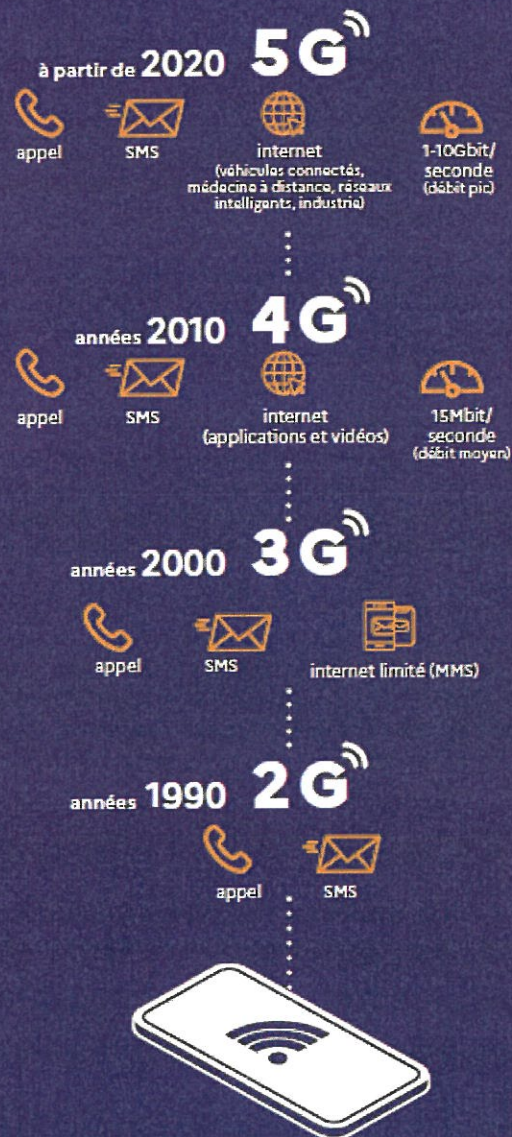 à partir de 2020 5G
appel
SMS
internet
(véhicules connectés,
médecine à distance, réseaux
intelligents, industrie)
1-10Gbit/
seconde
(débit pic)
années 2010 4G
appel
SMS
internet
(applications et vidéos)
15Mbit/
seconde
(débit moyen)
années 2000 3G
appel
SMS
internet limité (MMS)
années 1990 2G
appel
SMS